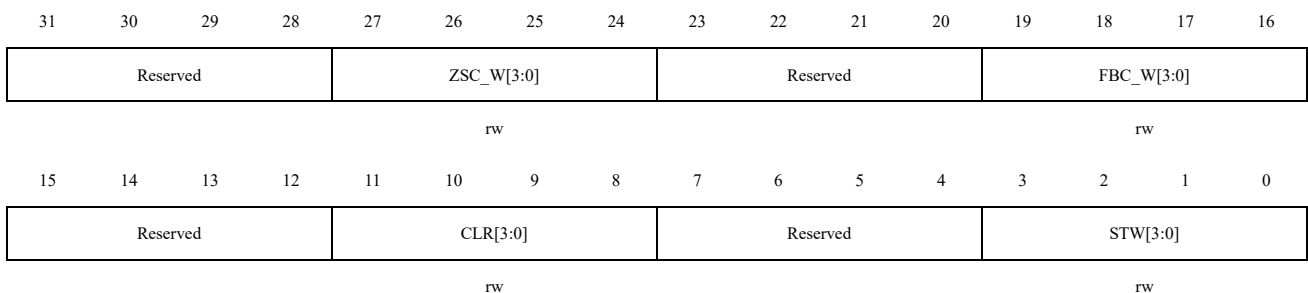 31 30 29 28 27 26 25 24 23 22 21 20 19 18 17 16
Reserved ZSC_W[3:0] Reserved FBC_W[3:0]
rw rw
15 14 13 12 11 10 9 8 7 6 5 4 3 2 1 0
Reserved CLR[3:0] Reserved STW[3:0]
rw rw